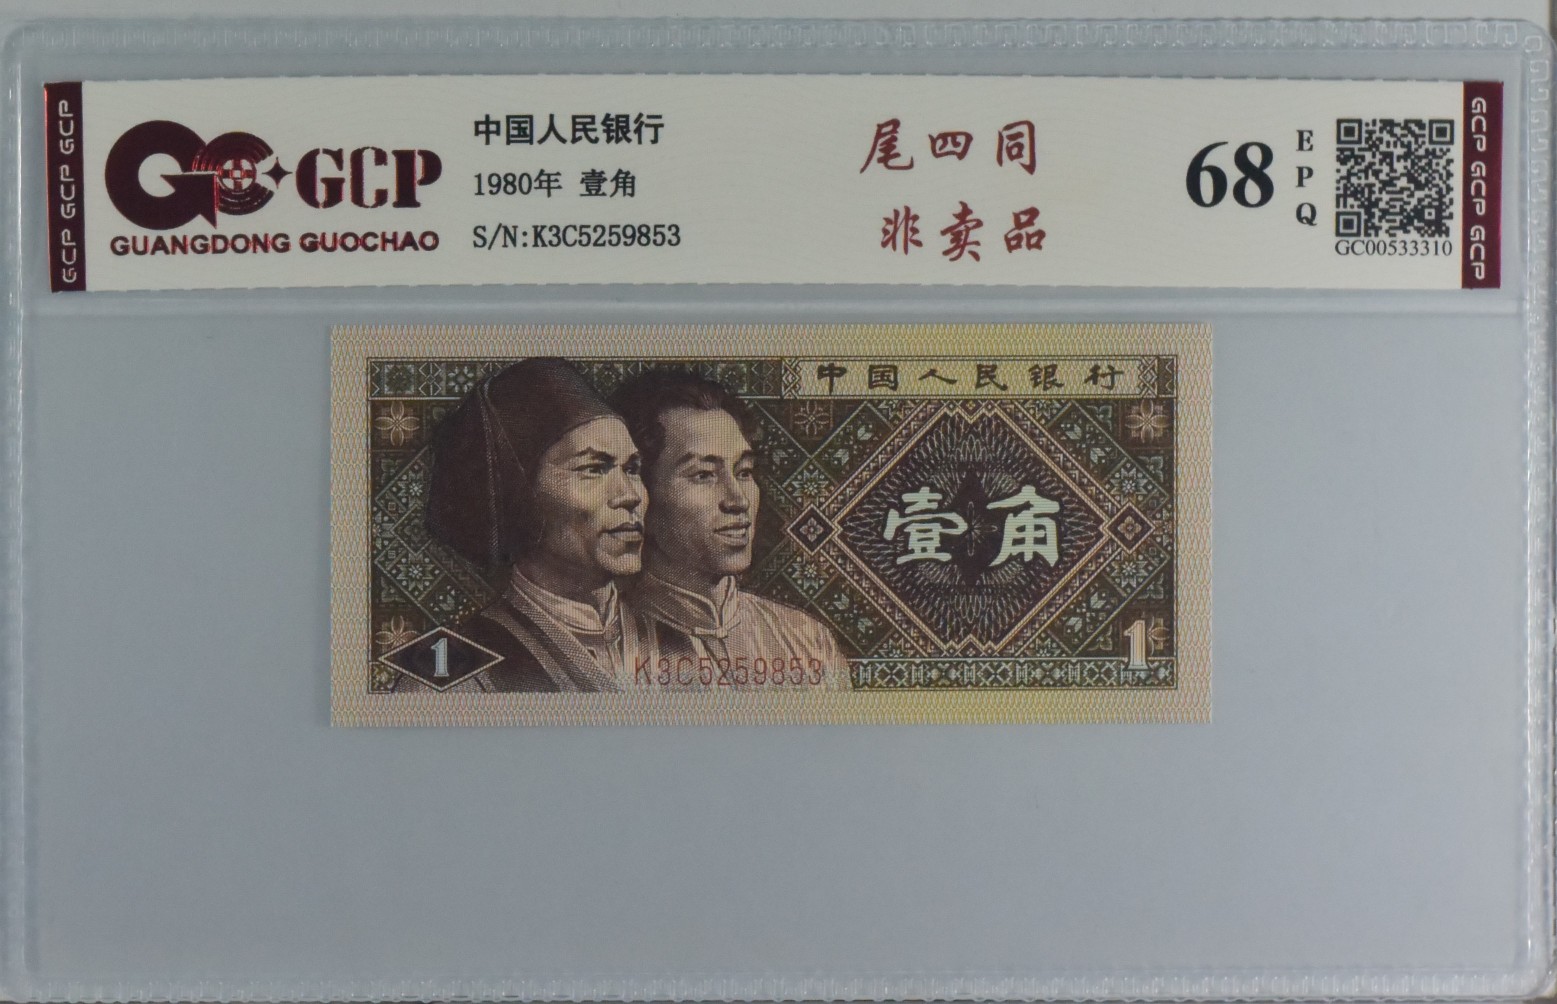 GCP GCP GCP
GCP
GUANGDONG GUOCHAO
中国人民银行
1980年 壹角
S/N:K3C5259853
尾四同
非卖品
68
E
P
Q
GC00533310
GCP GCP GCP
中国人民银行
壹角
1
K3C5259853
1